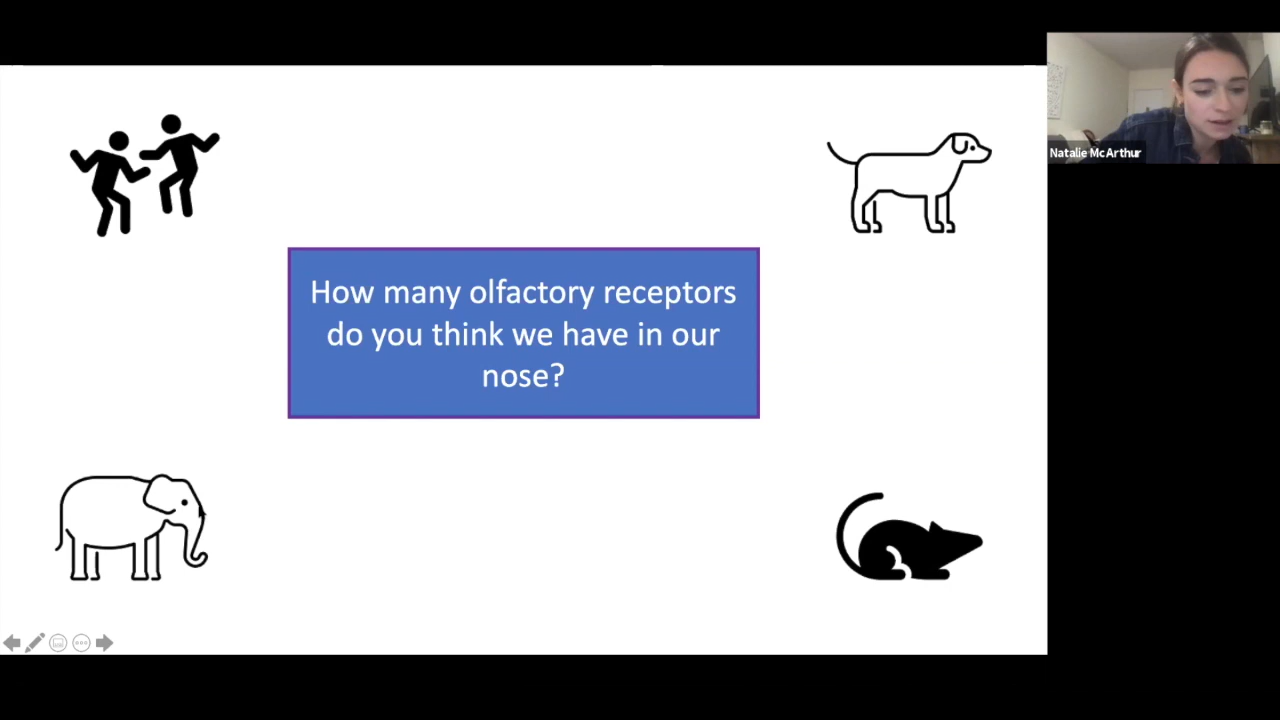 How many olfactory receptors
do you think we have in our
nose?
Natalie McArthur